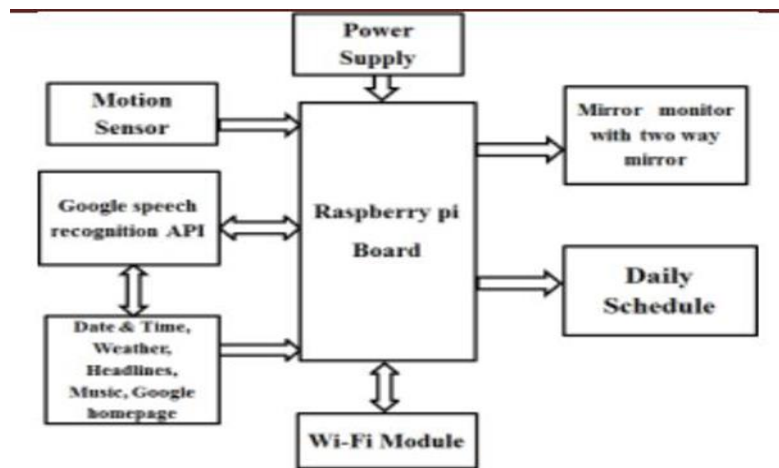 Power
Supply
Motion
Sensor
Mirror monitor
with two way
mirror
Google speech
recognition API
Raspberry pi
Board
Daily
Schedule
Date & Time,
Weather,
Headlines,
Music, Google
homepage
Wi-Fi Module